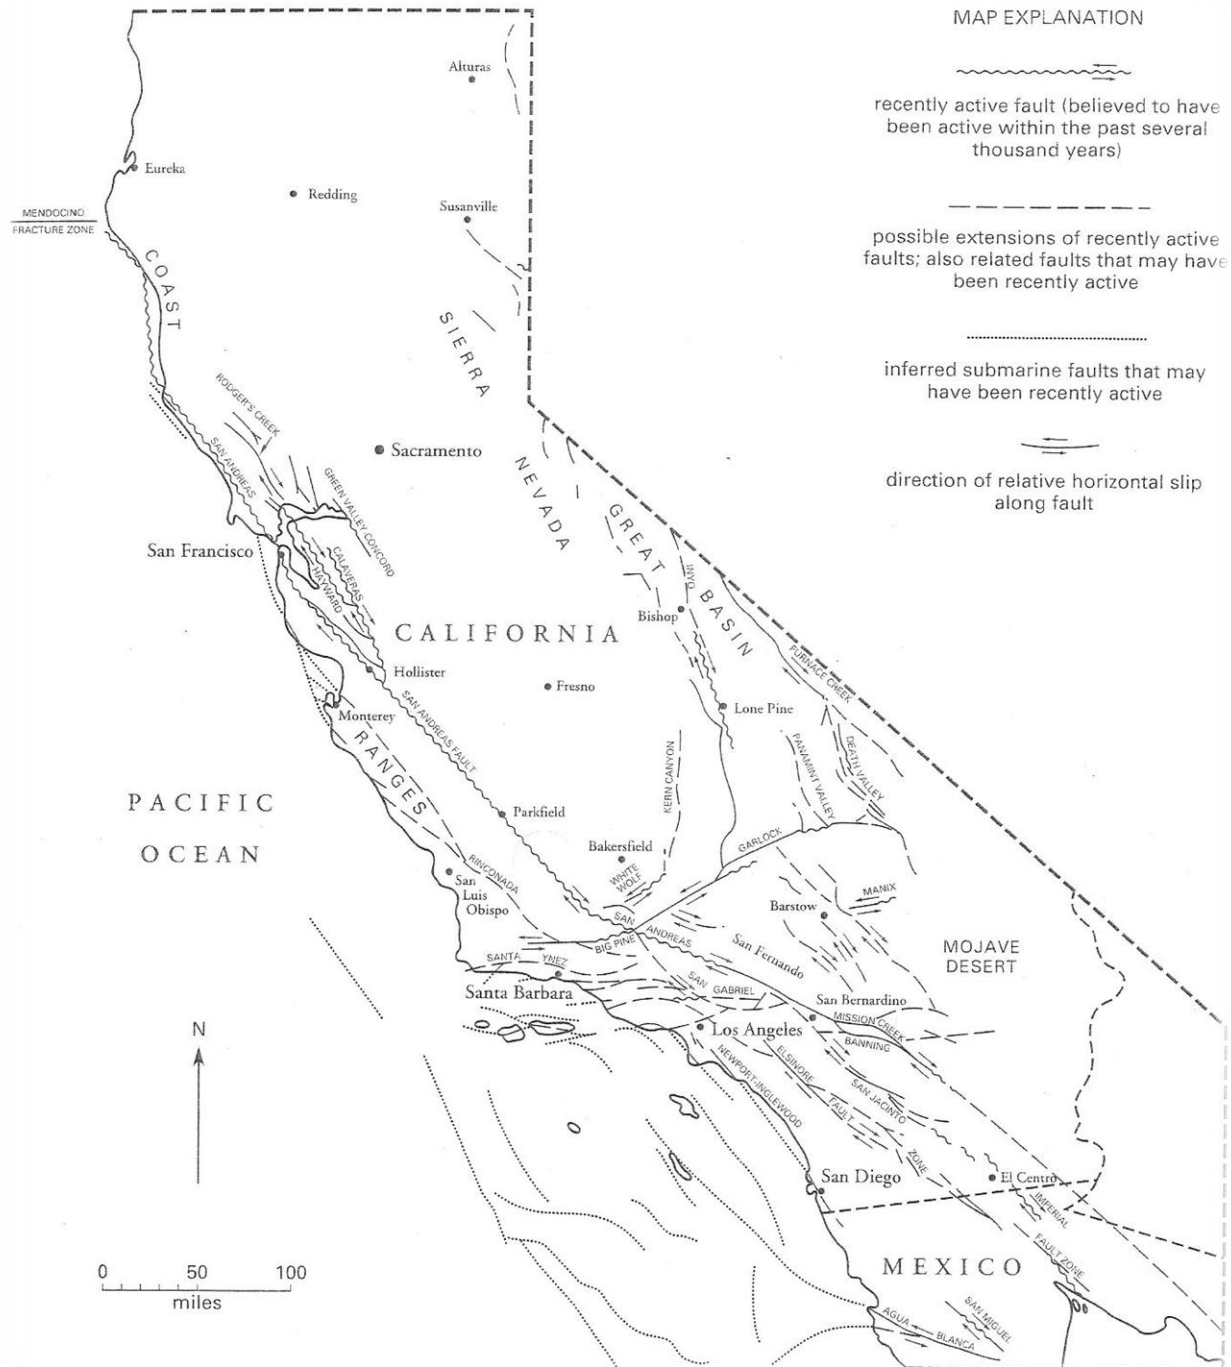 MAP EXPLANATION
recently active fault (believed to have
been active within the past several
thousand years)
possible extensions of recently active
faults; also related faults that may have
been recently active
inferred submarine faults that may
have been recently active
direction of relative horizontal slip
along fault
Alturas
Eureka
Redding
Susanville
MENDOCINO
FRACTURE ZONE
COAST
SIERRA
RODGER'S CREEK
SAN ANDREAS
Sacramento
GREEN VALLEY-CONCORD
NEVADA
GREAT
San Francisco
CALAVERAS
HAYWARD
INYO
BASIN
Bishop
CALIFORNIA
FURNACE CREEK
Hollister
Fresno
SAN ANDREAS FAULT
Lone Pine
Monterey
RANGES
KERN CANYON
PANAMINT VALLEY
DEATH VALLEY
PACIFIC
OCEAN
Parkfield
GARLOCK
Bakersfield
WHITE
WOLF
RINCONADA
San
Luis
Obispo
MANIX
Barstow
SAN
ANDREAS
San Fernando
BIG PINE
MOJAVE
DESERT
SANTA
YNEZ
SAN
GABRIEL
Santa Barbara
San Bernardino
MISSION CREEK
BANNING
Los Angeles
N
NEWPORT-INGLEWOOD
ELSINORE
FAULT
ZONE
SAN JACINTO
San Diego
El Centro
IMPERIAL
FAULT ZONE
MEXICO
0 50 100
miles
AGUA
BLANCA
SAN MIGUEL